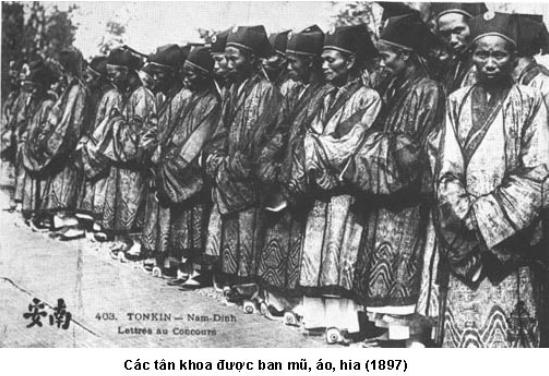 安南
403. TONKIN — Nam-Dinh
Lettrés au Concours
Các tân khoa được ban mũ, áo, hia (1897)